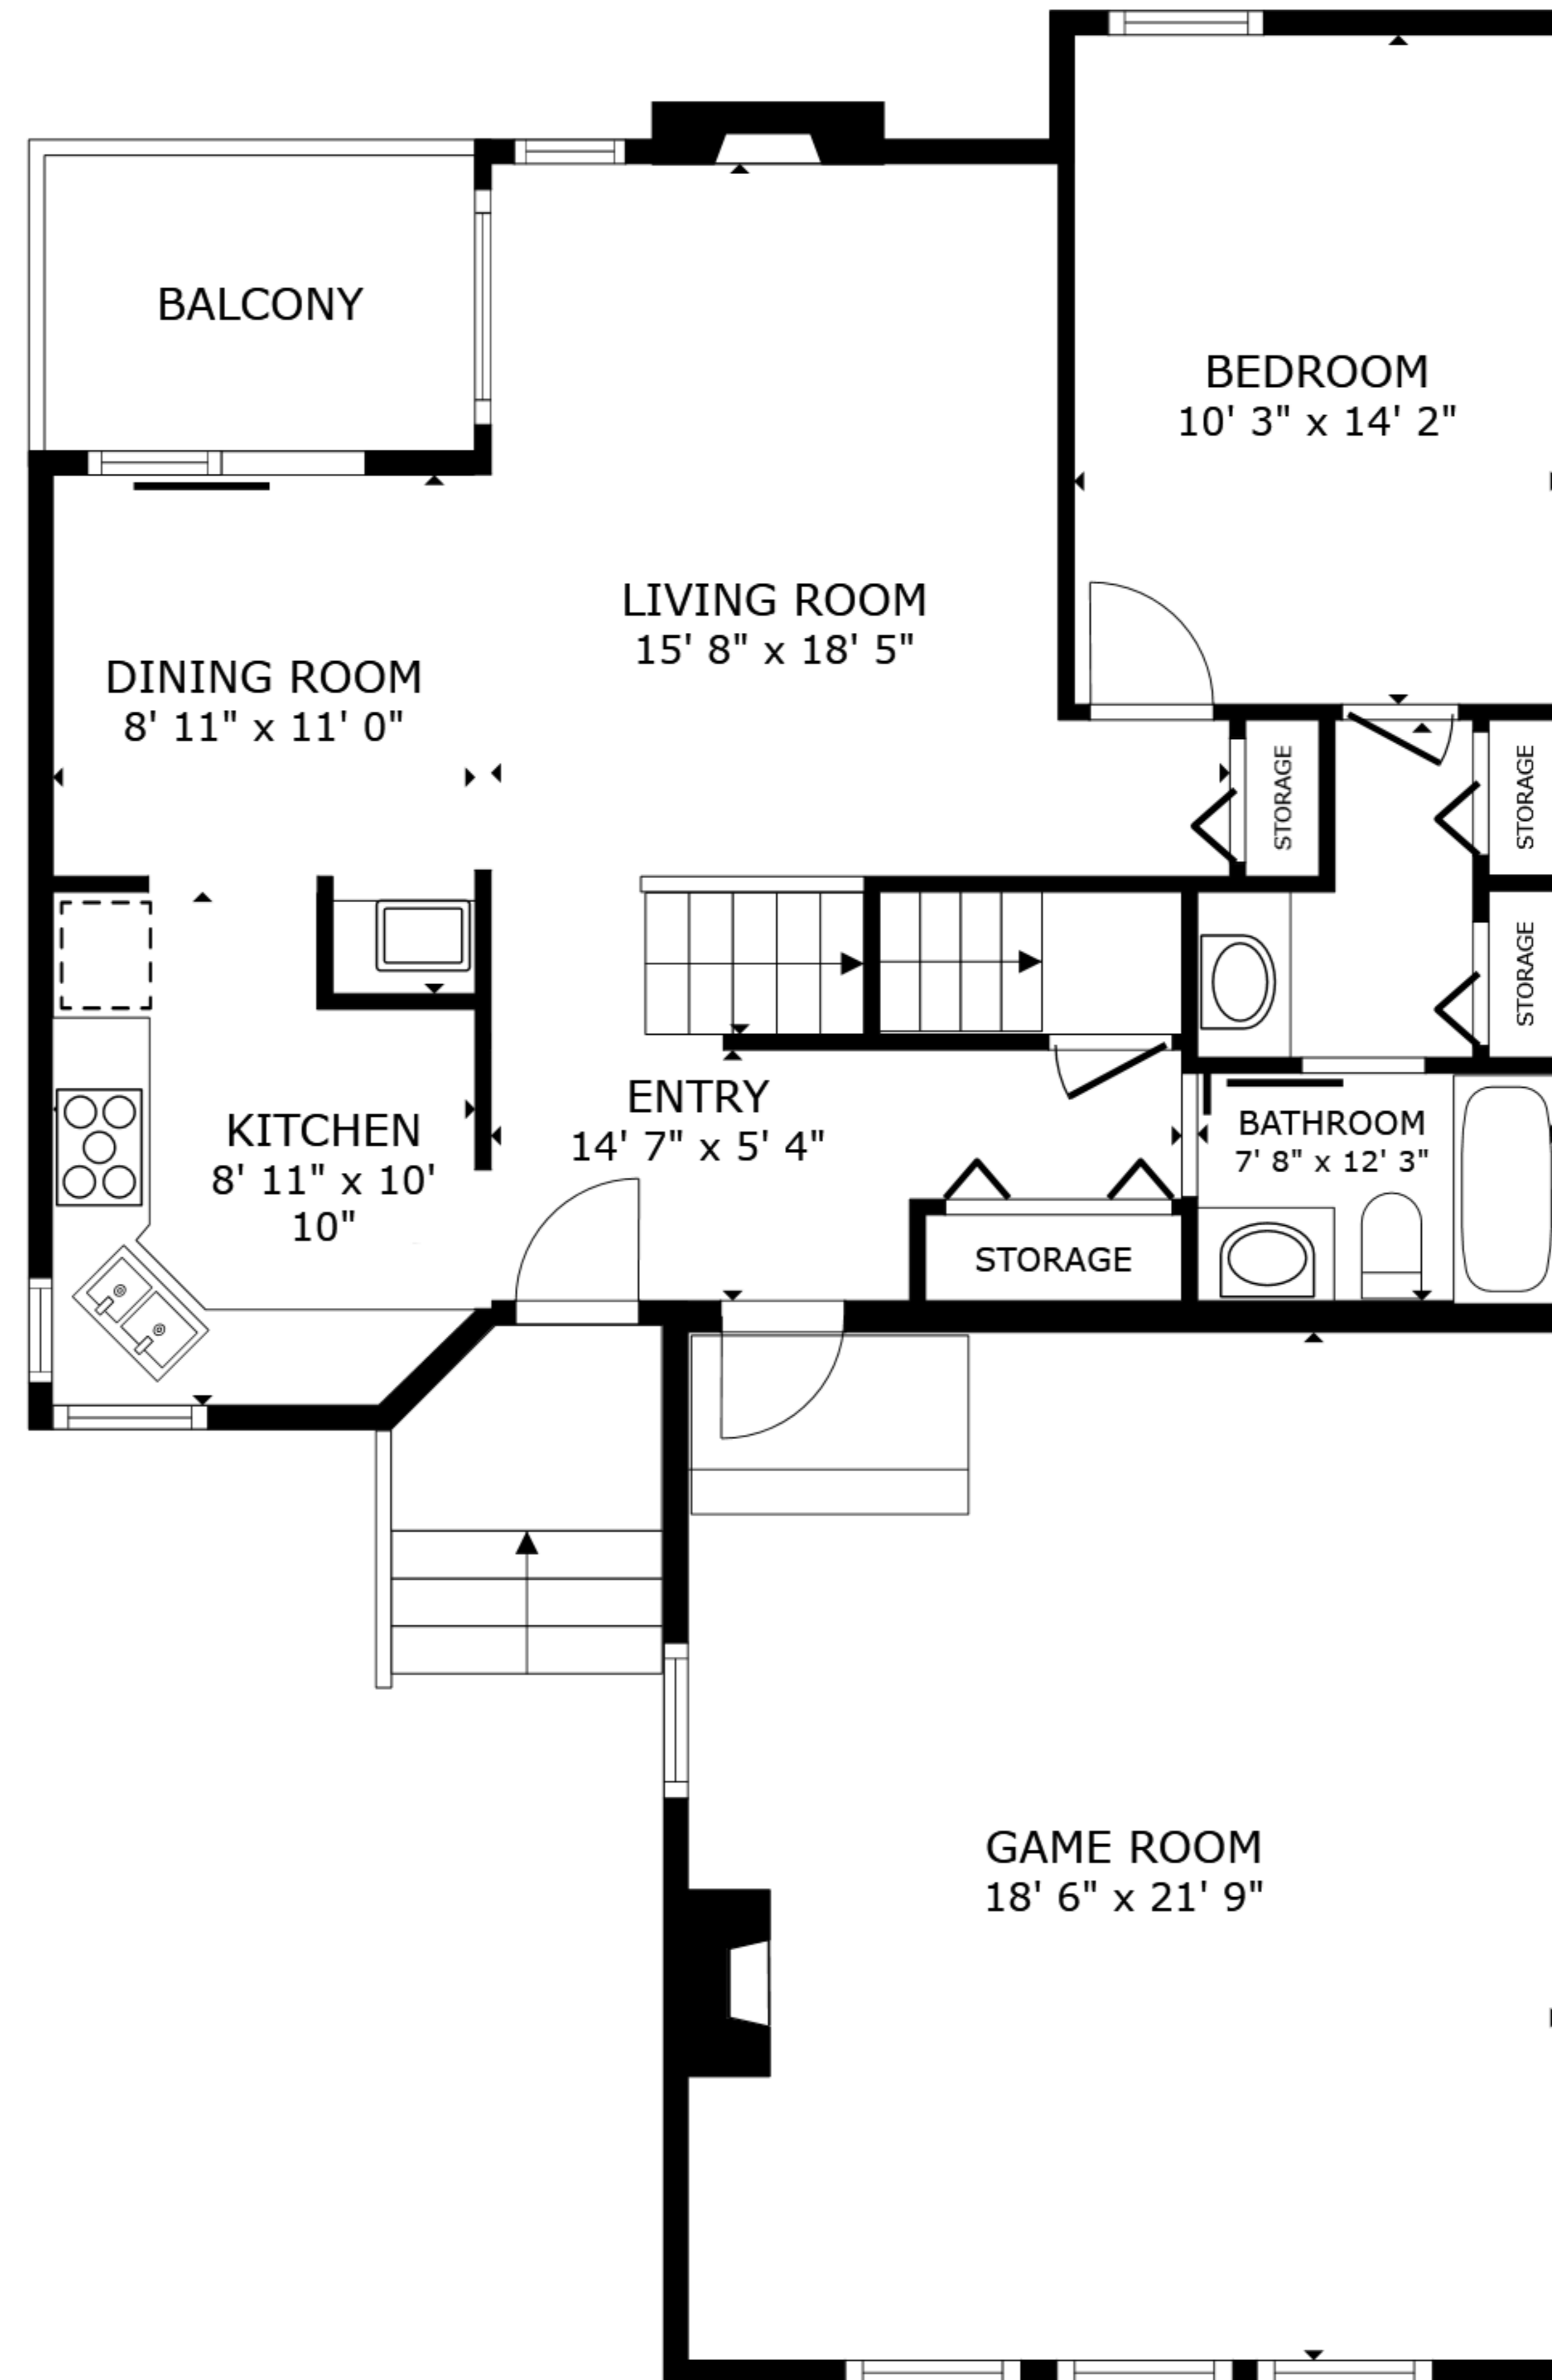 BALCONY
BEDROOM
10' 3" x 14' 2"
LIVING ROOM
15' 8" x 18' 5"
DINING ROOM
8' 11" x 11' 0"
STORAGE
STORAGE
STORAGE
ENTRY
14' 7" x 5' 4"
KITCHEN
8' 11" x 10'
10"
BATHROOM
7' 8" x 12' 3"
STORAGE
GAME ROOM
18' 6" x 21' 9"